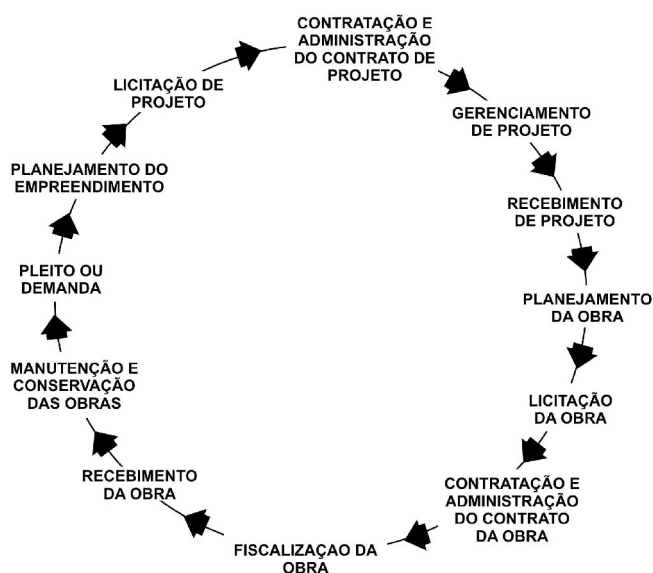 CONTRATAÇÃO E
ADMINISTRAÇÃO
DO CONTRATO DE
PROJETO
GERENCIAMENTO
DE PROJETO
RECEBIMENTO
DE PROJETO
PLANEJAMENTO
DA OBRA
LICITAÇÃO
DA OBRA
CONTRATAÇÃO E
ADMINISTRAÇÃO
DO CONTRATO
DA OBRA
FISCALIZAÇAO DA
OBRA
RECEBIMENTO
DA OBRA
MANUTENÇÃO E
CONSERVAÇÃO
DAS OBRAS
PLEITO OU
DEMANDA
PLANEJAMENTO DO
EMPREENDIMENTO
LICITAÇÃO DE
PROJETO